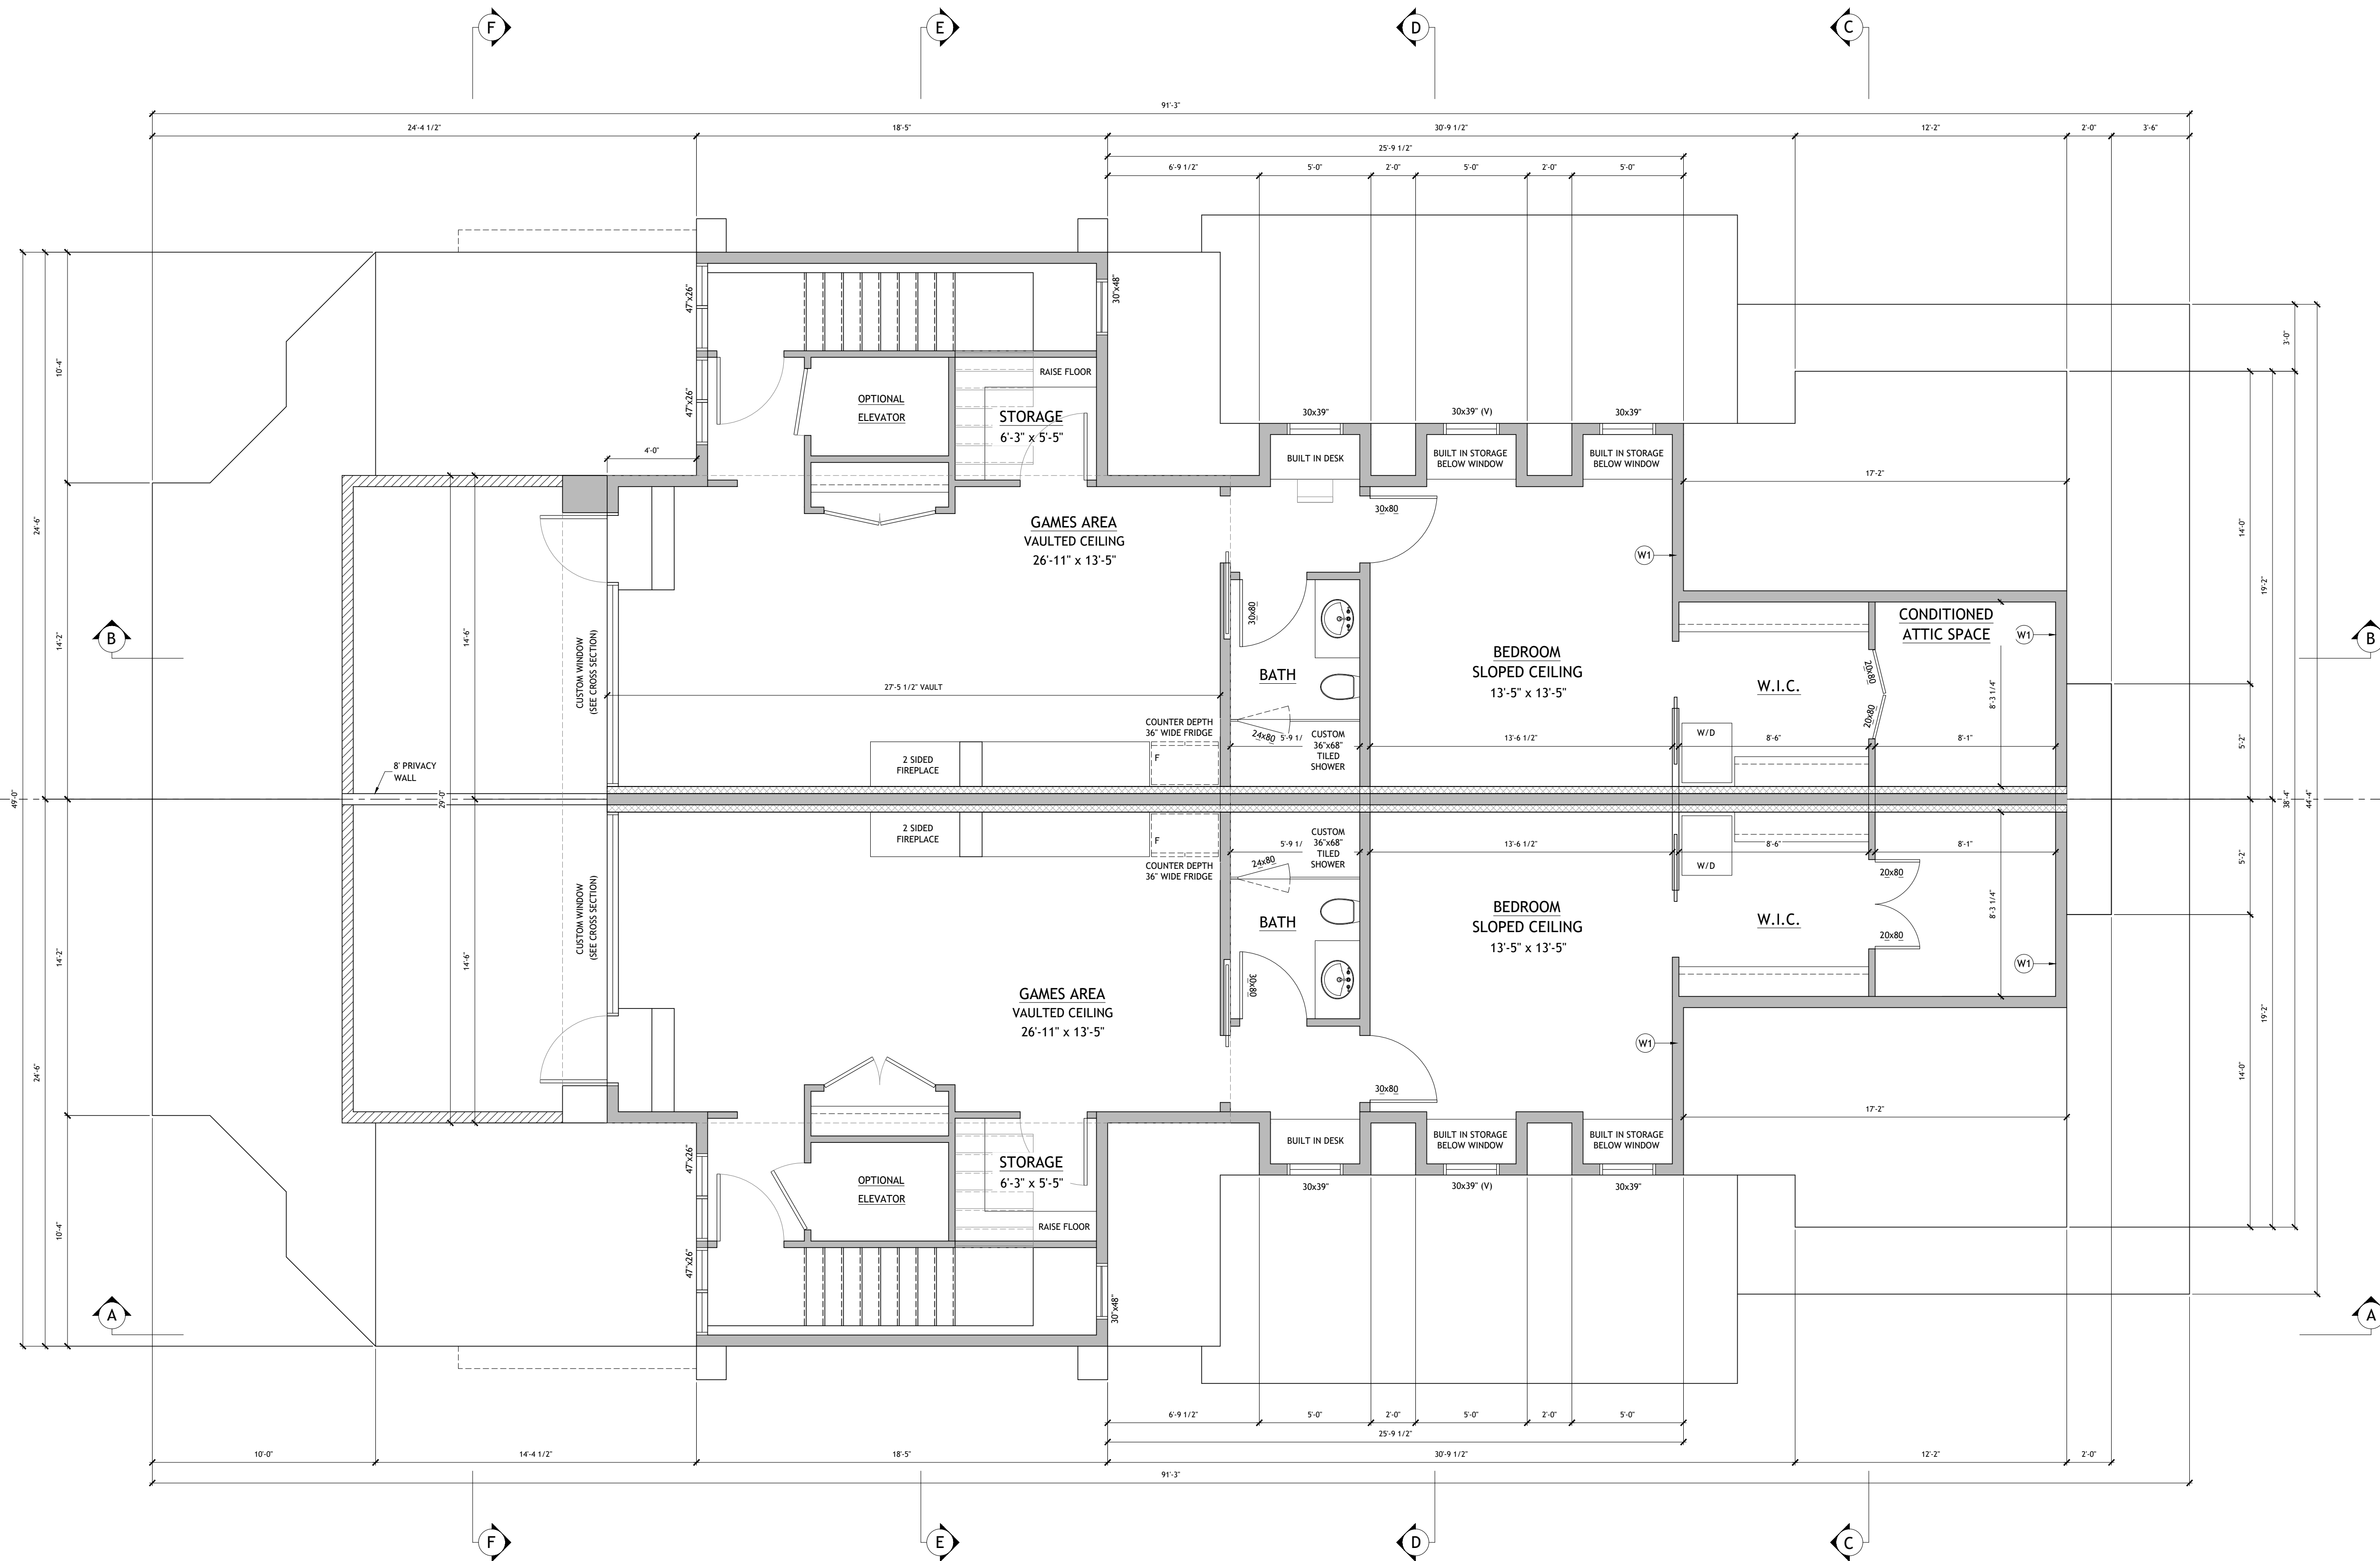 F
E
D
C
91'-3"
24'-4 1/2"
18'-5"
30'-9 1/2"
12'-2"
2'-0"
3'-6"
25'-9 1/2"
6'-9 1/2"
5'-0"
2'-0"
5'-0"
2'-0"
5'-0"
47"x26"
30"x48"
3'-0"
10'-4"
RAISE FLOOR
OPTIONAL
ELEVATOR
47"x26"
STORAGE
6'-3" x 5'-5"
30x39"
30x39" (V)
30x39"
4'-0"
BUILT IN DESK
BUILT IN STORAGE
BELOW WINDOW
BUILT IN STORAGE
BELOW WINDOW
17'-2"
30x80
24'-6"
GAMES AREA
VAULTED CEILING
26'-11" x 13'-5"
14'-0"
W1
19'-2"
30x80
CONDITIONED
ATTIC SPACE
W1
B
B
14'-2"
14'-6"
CUSTOM WINDOW
(SEE CROSS SECTION)
BATH
BEDROOM
SLOPED CEILING
13'-5" x 13'-5"
W.I.C.
20x80
20x80
8'-3 1/4"
27'-5 1/2" VAULT
COUNTER DEPTH
36" WIDE FRIDGE
24x80
5'-9 1/
CUSTOM
36"x68"
TILED
SHOWER
13'-6 1/2"
W/D
8'-6"
8'-1"
5'-2"
2 SIDED
FIREPLACE
F
8' PRIVACY
WALL
49'-0"
29'-0"
38'-4"
44'-4"
2 SIDED
FIREPLACE
F
COUNTER DEPTH
36" WIDE FRIDGE
5'-9 1/
24x80
CUSTOM
36"x68"
TILED
SHOWER
13'-6 1/2"
8'-6"
W/D
8'-1"
5'-2"
20x80
20x80
8'-3 1/4"
CUSTOM WINDOW
(SEE CROSS SECTION)
14'-6"
14'-2"
BATH
BEDROOM
SLOPED CEILING
13'-5" x 13'-5"
W.I.C.
W1
30x80
GAMES AREA
VAULTED CEILING
26'-11" x 13'-5"
W1
19'-2"
14'-0"
24'-6"
30x80
17'-2"
BUILT IN DESK
BUILT IN STORAGE
BELOW WINDOW
BUILT IN STORAGE
BELOW WINDOW
47"x26"
STORAGE
6'-3" x 5'-5"
OPTIONAL
ELEVATOR
30x39"
30x39" (V)
30x39"
RAISE FLOOR
10'-4"
47"x26"
30"x48"
A
A
6'-9 1/2"
5'-0"
2'-0"
5'-0"
2'-0"
5'-0"
25'-9 1/2"
10'-0"
14'-4 1/2"
18'-5"
30'-9 1/2"
12'-2"
2'-0"
91'-3"
F
E
D
C